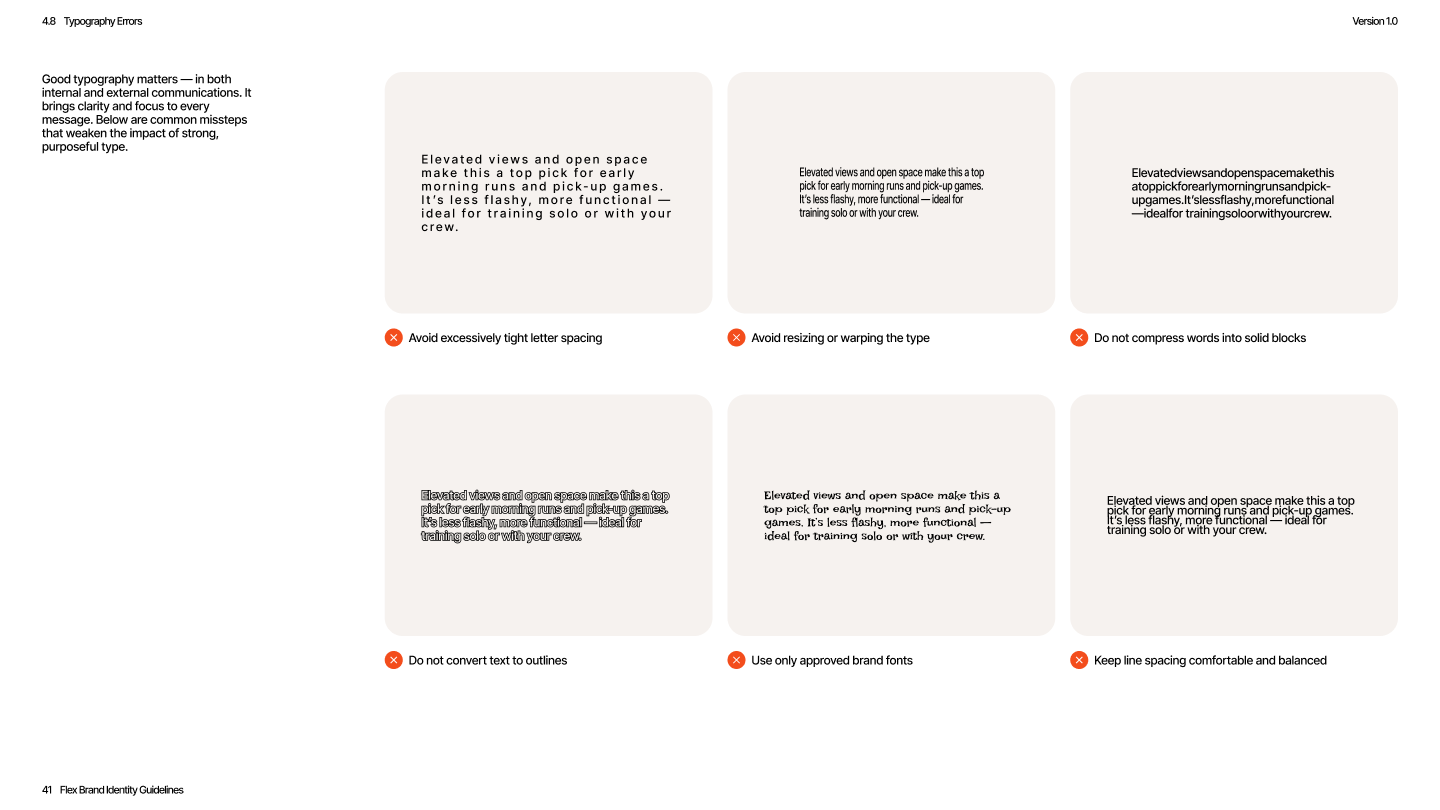 4.8 Typography Errors
Version 1.0
Good typography matters — in both
internal and external communications. It
brings clarity and focus to every
message. Below are common missteps
that weaken the impact of strong,
purposeful type.
Elevated views and open space
make this a top pick for early
morning runs and pick-up games.
It’s less flashy, more functional —
ideal for training solo or with your
crew.
Avoid excessively tight letter spacing
Elevated views and open space make this a top
pick for early morning runs and pick-up games.
It’s less flashy, more functional — ideal for
training solo or with your crew.
Avoid resizing or warping the type
Elevatedviewsandopenspacemakethis
atoppickforearlymorningrunsandpick-
upgames.It’slessflashy,morefunctional
—idealfor trainingsoloorwithyourcrew.
Do not compress words into solid blocks
Elevated views and open space make this a top
pick for early morning runs and pick-up games.
It’s less flashy, more functional — ideal for
training solo or with your crew.
Do not convert text to outlines
Elevated views and open space make this a
top pick for early morning runs and pick-up
games. It’s less flashy, more functional —
ideal for training solo or with your crew.
Use only approved brand fonts
Elevated views and open space make this a top
pick for early morning runs and pick-up games.
It’s less flashy, more functional — ideal for
training solo or with your crew.
Keep line spacing comfortable and balanced
41 Flex Brand Identity Guidelines